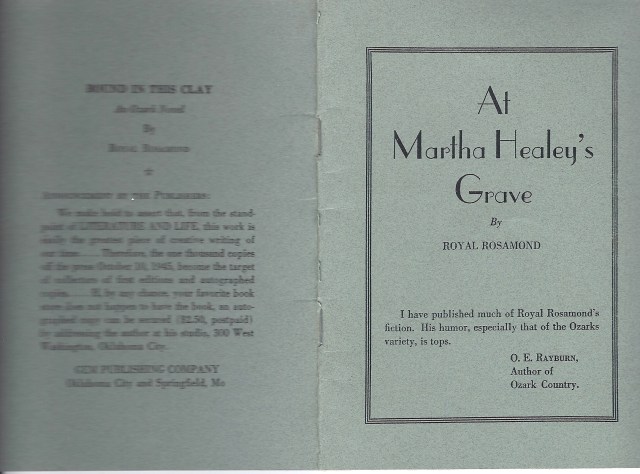 BOUND IN THIS CLAY
An Ozark Novel
By
ROYAL ROSAMOND
ANNOUNCEMENT BY THE PUBLISHERS:
We make bold to assert that, from the stand-
point of LITERATURE AND LIFE, this work is
easily the greatest piece of creative writing of
our time..... Therefore, the one thousand copies
off the press October 10, 1945, become the target
of collectors of first editions and autographed
copies..... If, by any chance, your favorite book
store does not happen to have the book, an auto-
graphed copy can be secured ($2.50, postpaid)
by addressing the author at his studio, 300 West
Washington, Oklahoma City.
GEM PUBLISHING COMPANY
Oklahoma City and Springfield, Mo
At
Martha Healey's
Grave
By
ROYAL ROSAMOND
I have published much of Royal Rosamond's
fiction. His humor, especially that of the Ozarks
variety, is tops.
O. E. RAYBURN,
Author of
Ozark Country.